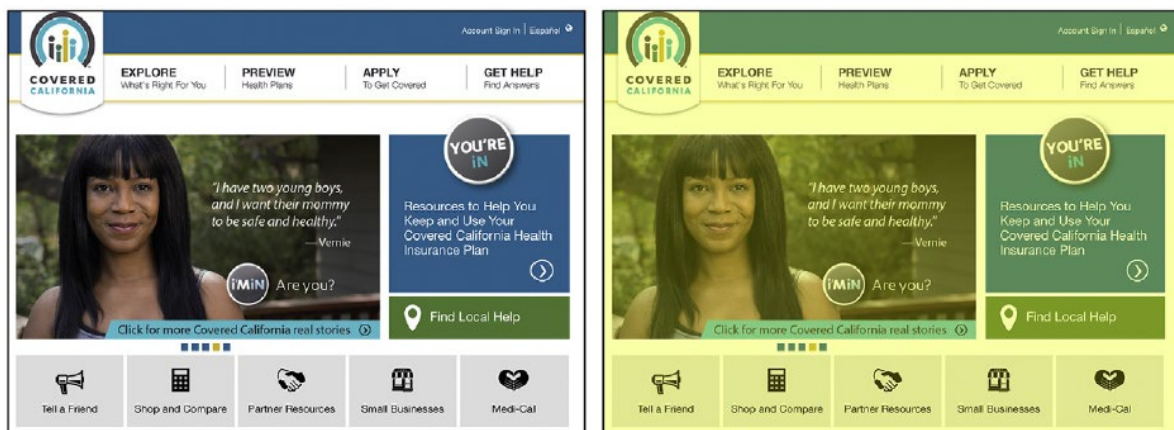 Account Sign In | Español
COVERED
CALIFORNIA
EXPLORE
What's Right For You
PREVIEW
Health Plans
APPLY
To Get Covered
GET HELP
Find Answers
"I have two young boys,
and I want their mommy
to be safe and healthy."
— Vernie
i'MiN Are you?
Click for more Covered California real stories
YOU'RE
iN
Resources to Help You
Keep and Use Your
Covered California Health
Insurance Plan
Find Local Help
Tell a Friend
Shop and Compare
Partner Resources
Small Businesses
Medi-Cal
Account Sign In | Español
COVERED
CALIFORNIA
EXPLORE
What's Right For You
PREVIEW
Health Plans
APPLY
To Get Covered
GET HELP
Find Answers
"I have two young boys,
and I want their mommy
to be safe and healthy."
— Vernie
i'MiN Are you?
Click for more Covered California real stories
YOU'RE
iN
Resources to Help You
Keep and Use Your
Covered California Health
Insurance Plan
Find Local Help
Tell a Friend
Shop and Compare
Partner Resources
Small Businesses
Medi-Cal